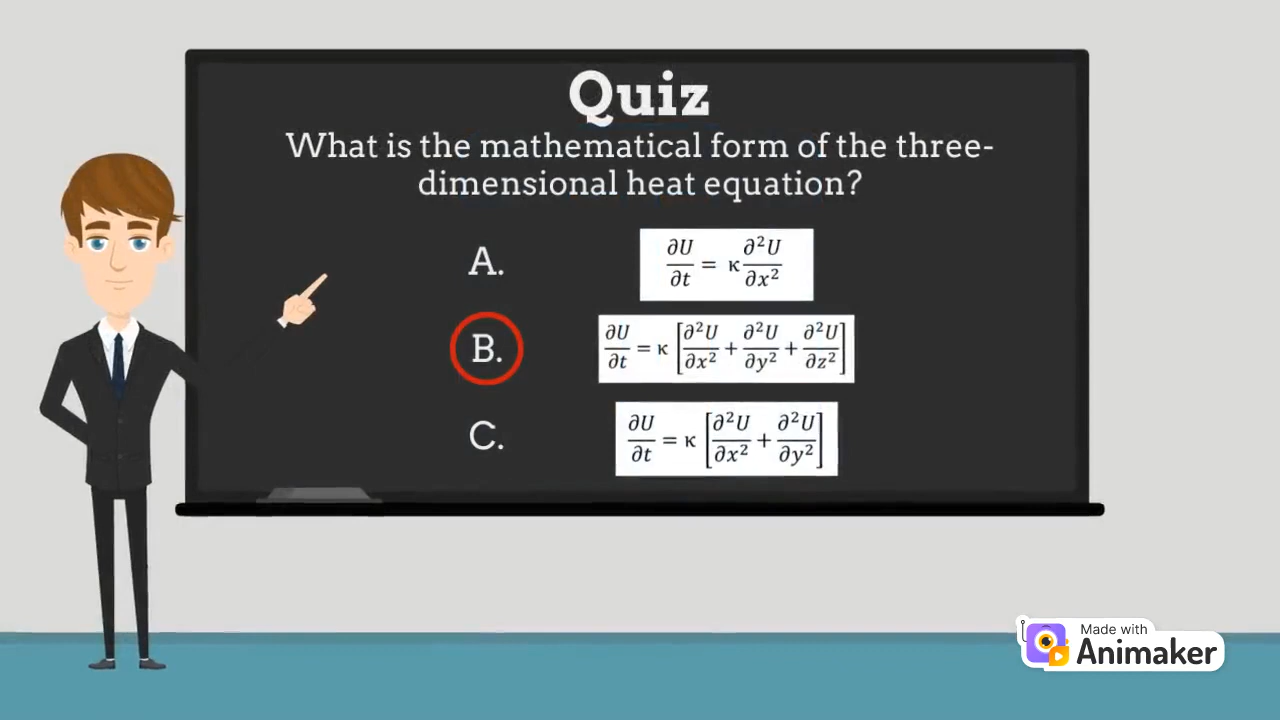 Quiz
What is the mathematical form of the three-
dimensional heat equation?
A. ∂U/∂t = κ ∂²U/∂x²
B. ∂U/∂t = κ [∂²U/∂x² + ∂²U/∂y² + ∂²U/∂z²]
C. ∂U/∂t = κ [∂²U/∂x² + ∂²U/∂y²]
Made with
Animaker